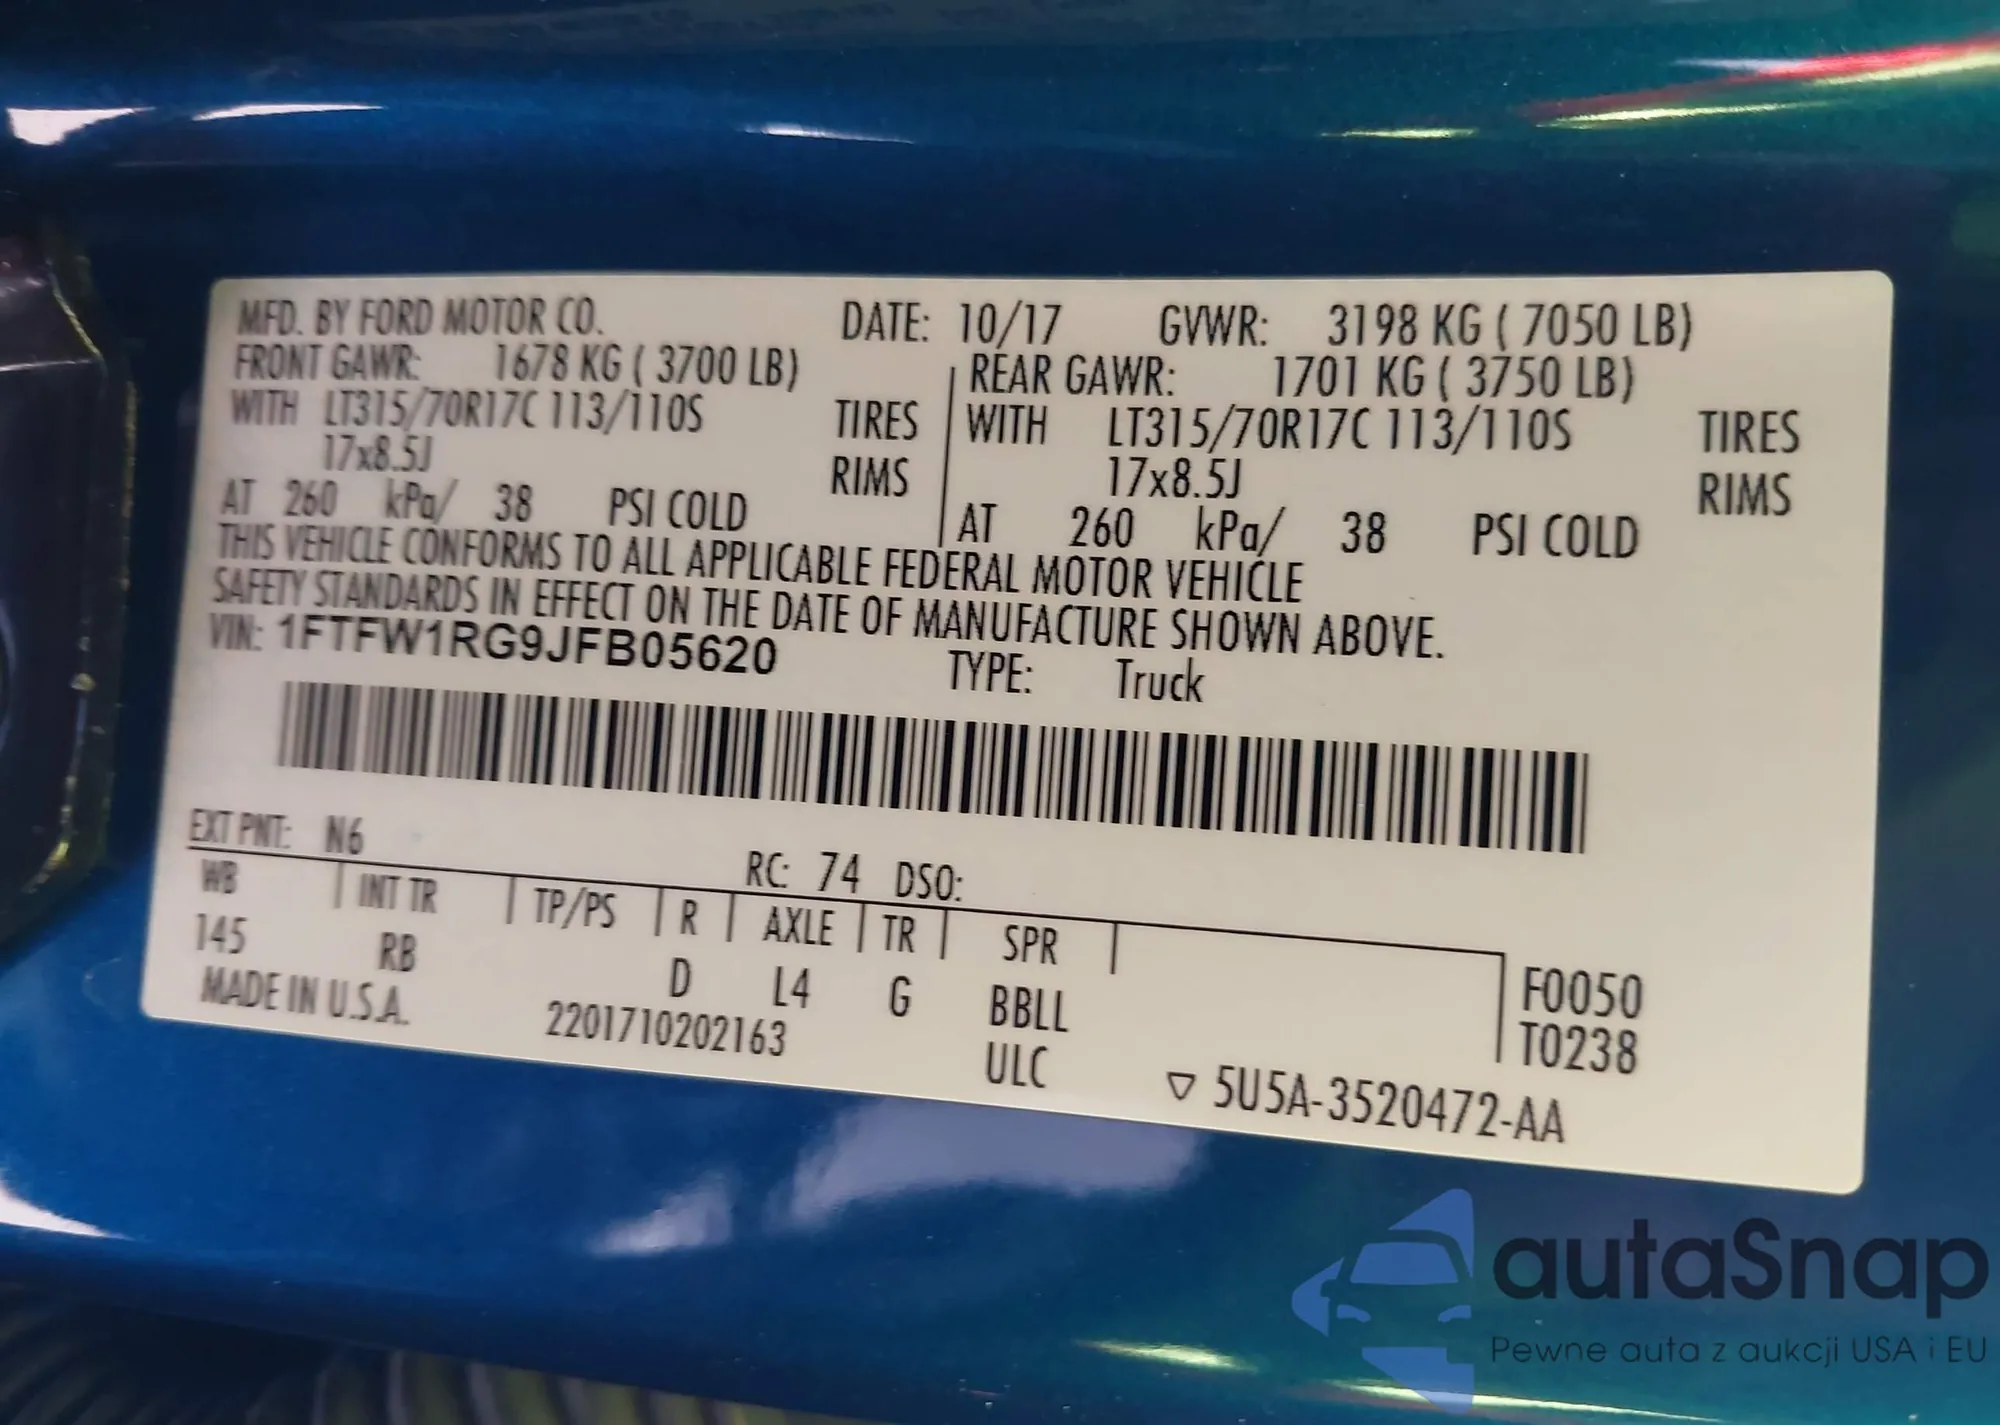 MFD. BY FORD MOTOR CO. DATE: 10/17 GVWR: 3198 KG ( 7050 LB)
FRONT GAWR: 1678 KG ( 3700 LB) REAR GAWR: 1701 KG ( 3750 LB)
WITH LT315/70R17C 113/110S TIRES WITH LT315/70R17C 113/110S TIRES
17x8.5J RIMS 17x8.5J RIMS
AT 260 kPa/ 38 PSI COLD AT 260 kPa/ 38 PSI COLD
THIS VEHICLE CONFORMS TO ALL APPLICABLE FEDERAL MOTOR VEHICLE
SAFETY STANDARDS IN EFFECT ON THE DATE OF MANUFACTURE SHOWN ABOVE.
VIN: 1FTFW1RG9JFB05620 TYPE: Truck
EXT PNT: N6 RC: 74 DSO:
WB INT TR TP/PS R AXLE TR SPR
145 RB D L4 G BBLL F0050
MADE IN U.S.A. 2201710202163 ULC T0238
▽ 5U5A-3520472-AA
autaSnap
Pewne auta z aukcji USA i EU